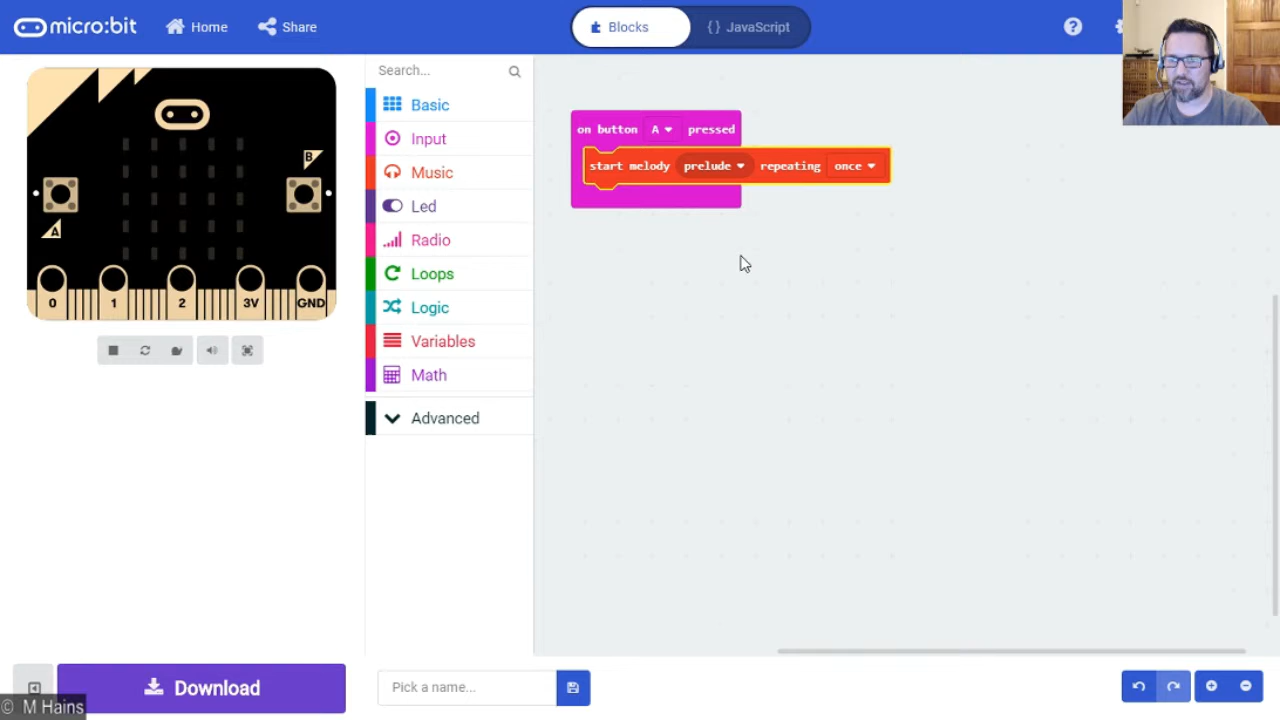 micro:bit
Home
Share
Blocks
{ } JavaScript
?
Search...
Basic
Input
Music
Led
Radio
Loops
Logic
Variables
Math
Advanced
on button A pressed
start melody prelude repeating once
B
A
0 1 2 3V GND
Download
Pick a name...
© M Hains